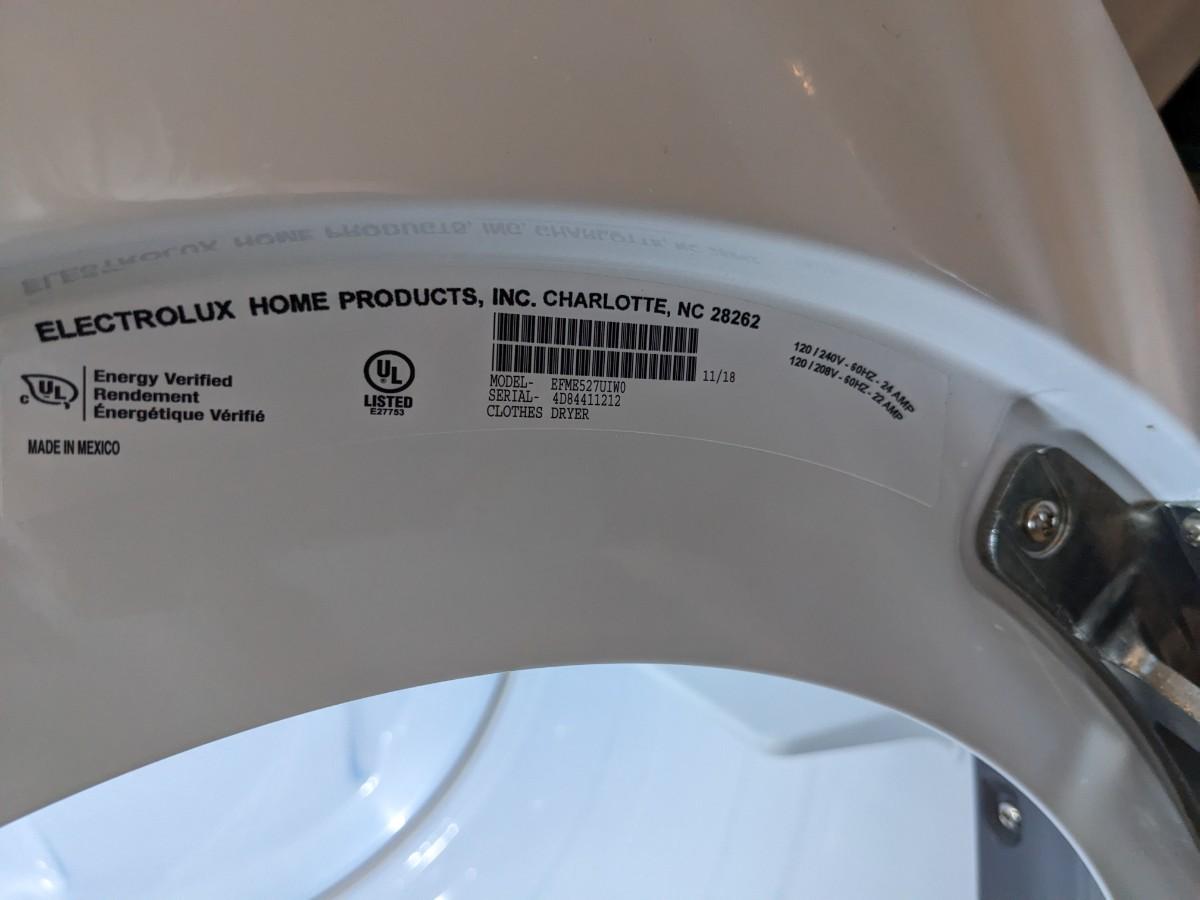 ELECTROLUX HOME PRODUCTS, INC. CHARLOTTE, NC 28262
c UL
Energy Verified
Rendement
Énergétique Vérifié
MADE IN MEXICO
UL
LISTED
E27753
11/18
MODEL- EFME527UIW0
SERIAL- 4D84411212
CLOTHES DRYER
120 / 240V - 60HZ - 24 AMP
120 / 208V - 60HZ - 22 AMP